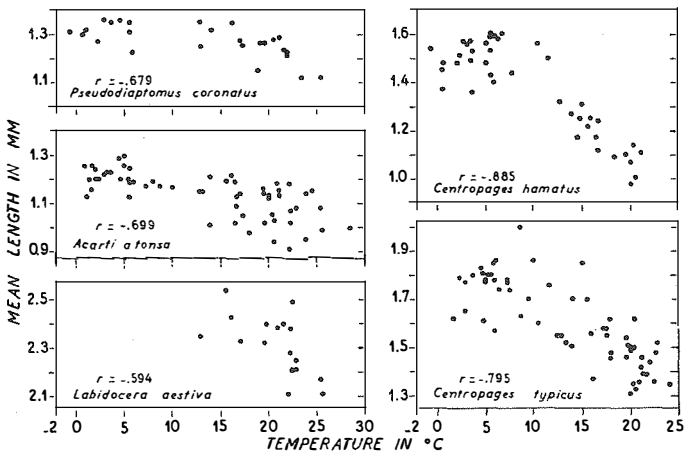 MEAN LENGTH IN MM
1.3
1.1
r = -.679
Pseudodiaptomus coronatus
1.3
1.1
0.9
r = -.699
Acarti a tonsa
2.5
2.3
2.1
r = -.594
Labidocera aestiva
-2 0 5 10 15 20 25 30
1.6
1.4
1.2
1.0
r = -.885
Centropages hamatus
1.9
1.7
1.5
1.3
r = -.795
Centropages typicus
-2 0 5 10 15 20 25
TEMPERATURE IN °C